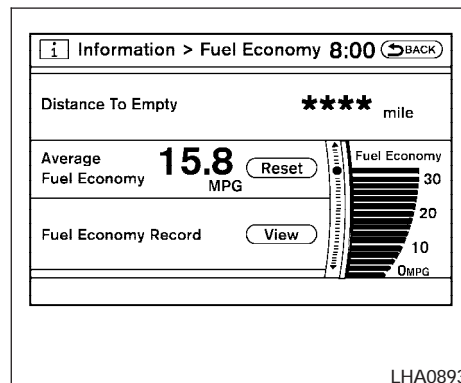 i Information > Fuel Economy 8:00 BACK
Distance To Empty **** mile
Average
Fuel Economy 15.8 MPG Reset
Fuel Economy Record View
Fuel Economy
30
20
10
0MPG
LHA0893